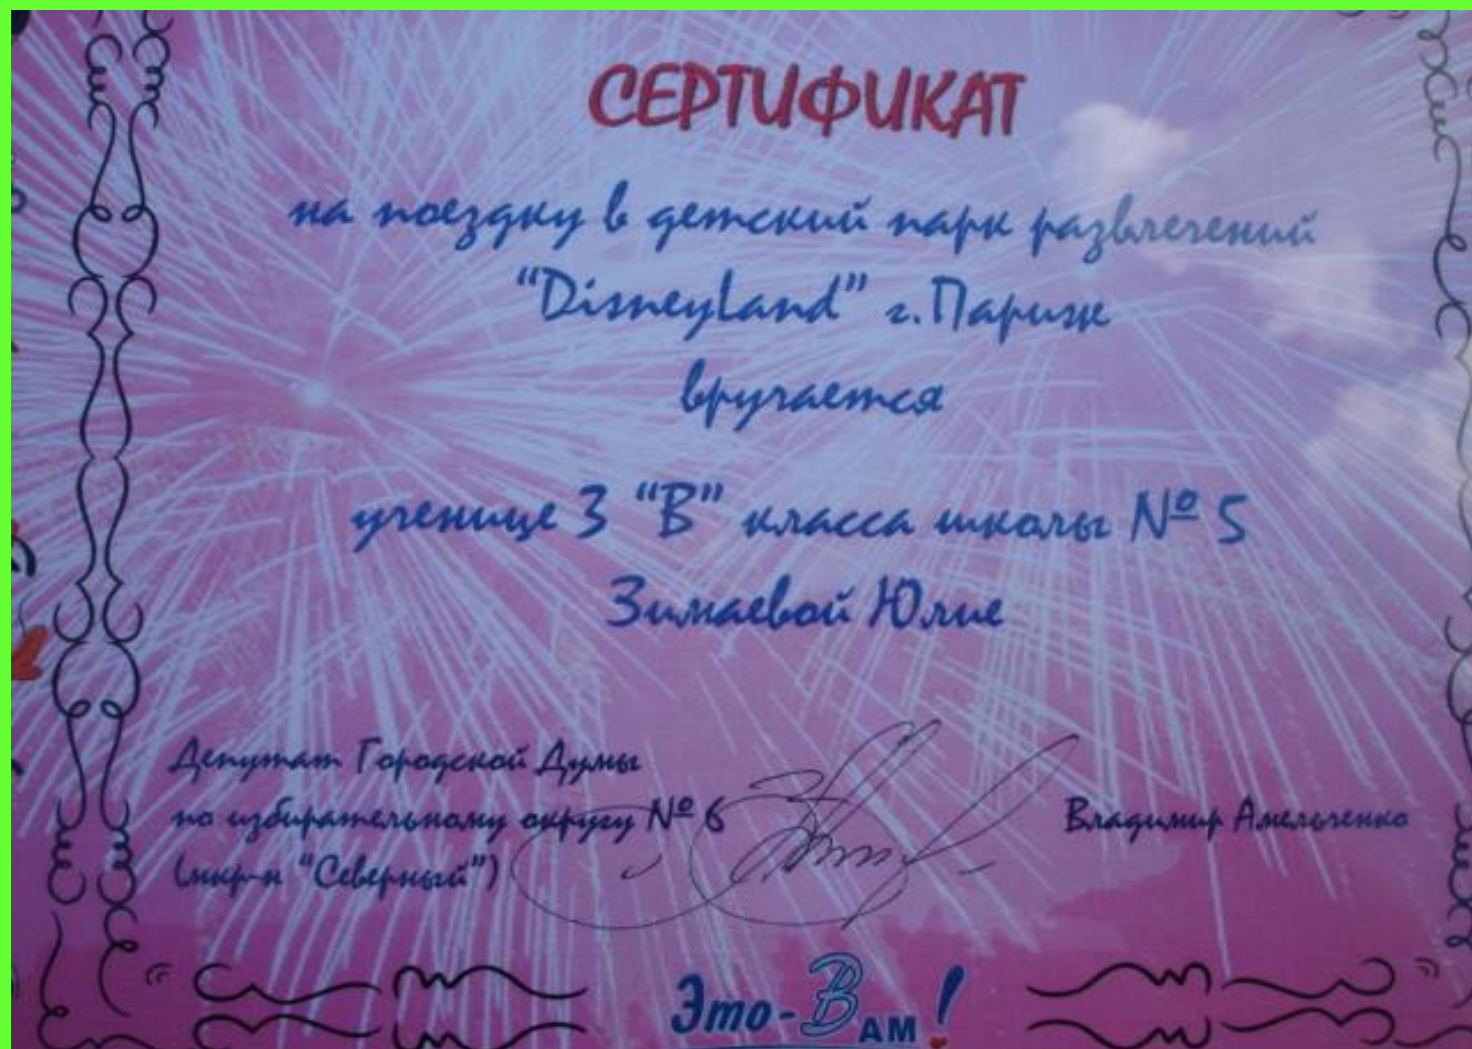 СЕРТИФИКАТ
на поездку в детский парк развлечений
“DisneyLand” г.Париж
вручается
ученице 3 “В” класса школы № 5
Зимаевой Юлие
Депутат Городской Думы
по избирательному округу № 6
Владимир Амельченко
(мкр-н “Северный”)
Это-Вам!